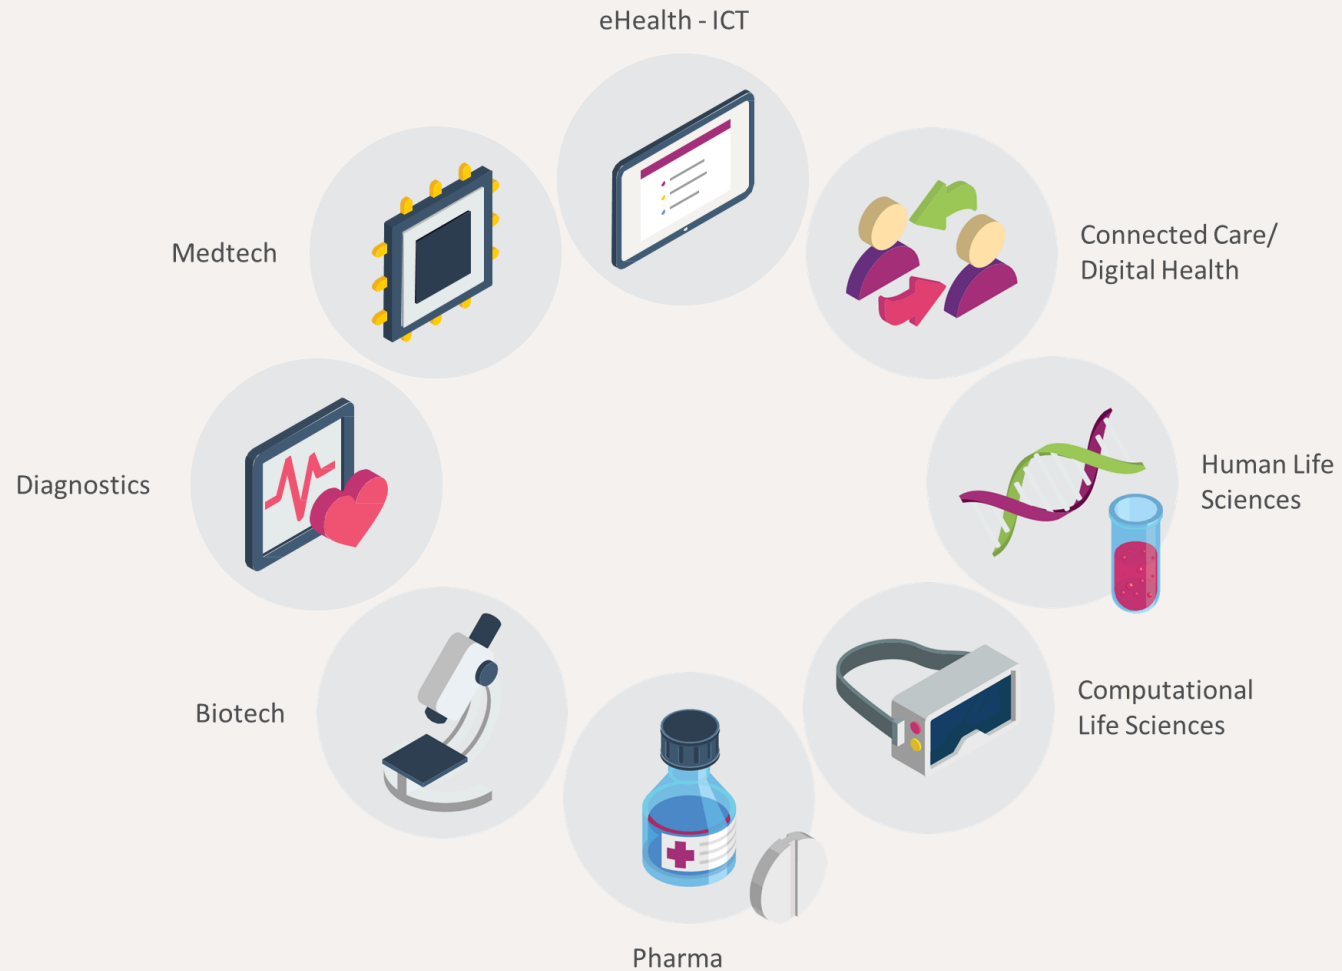 eHealth - ICT
Medtech
Connected Care/
Digital Health
Diagnostics
Human Life
Sciences
Biotech
Computational
Life Sciences
Pharma